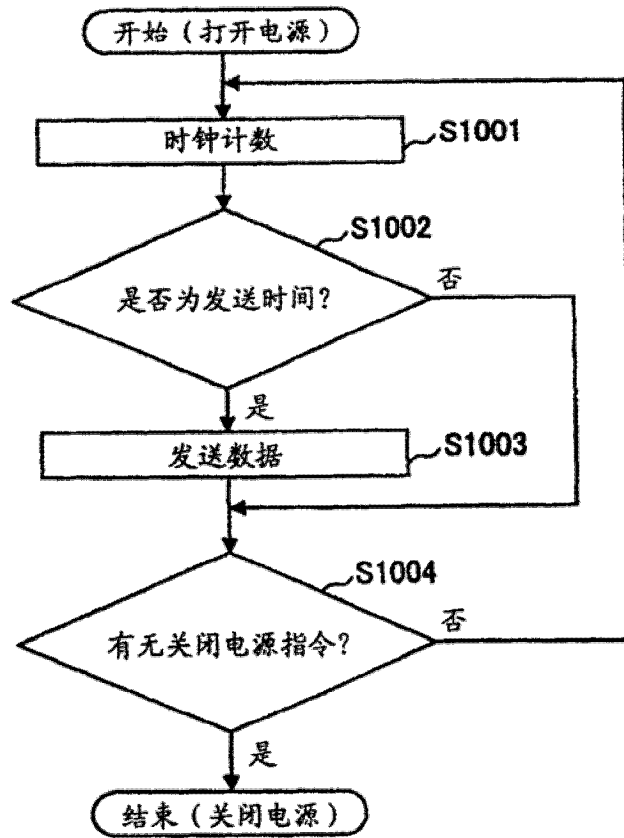 开始（打开电源）
时钟计数
S1001
S1002
是否为发送时间？
否
是
发送数据
S1003
S1004
有无关闭电源指令？
否
是
结束（关闭电源）